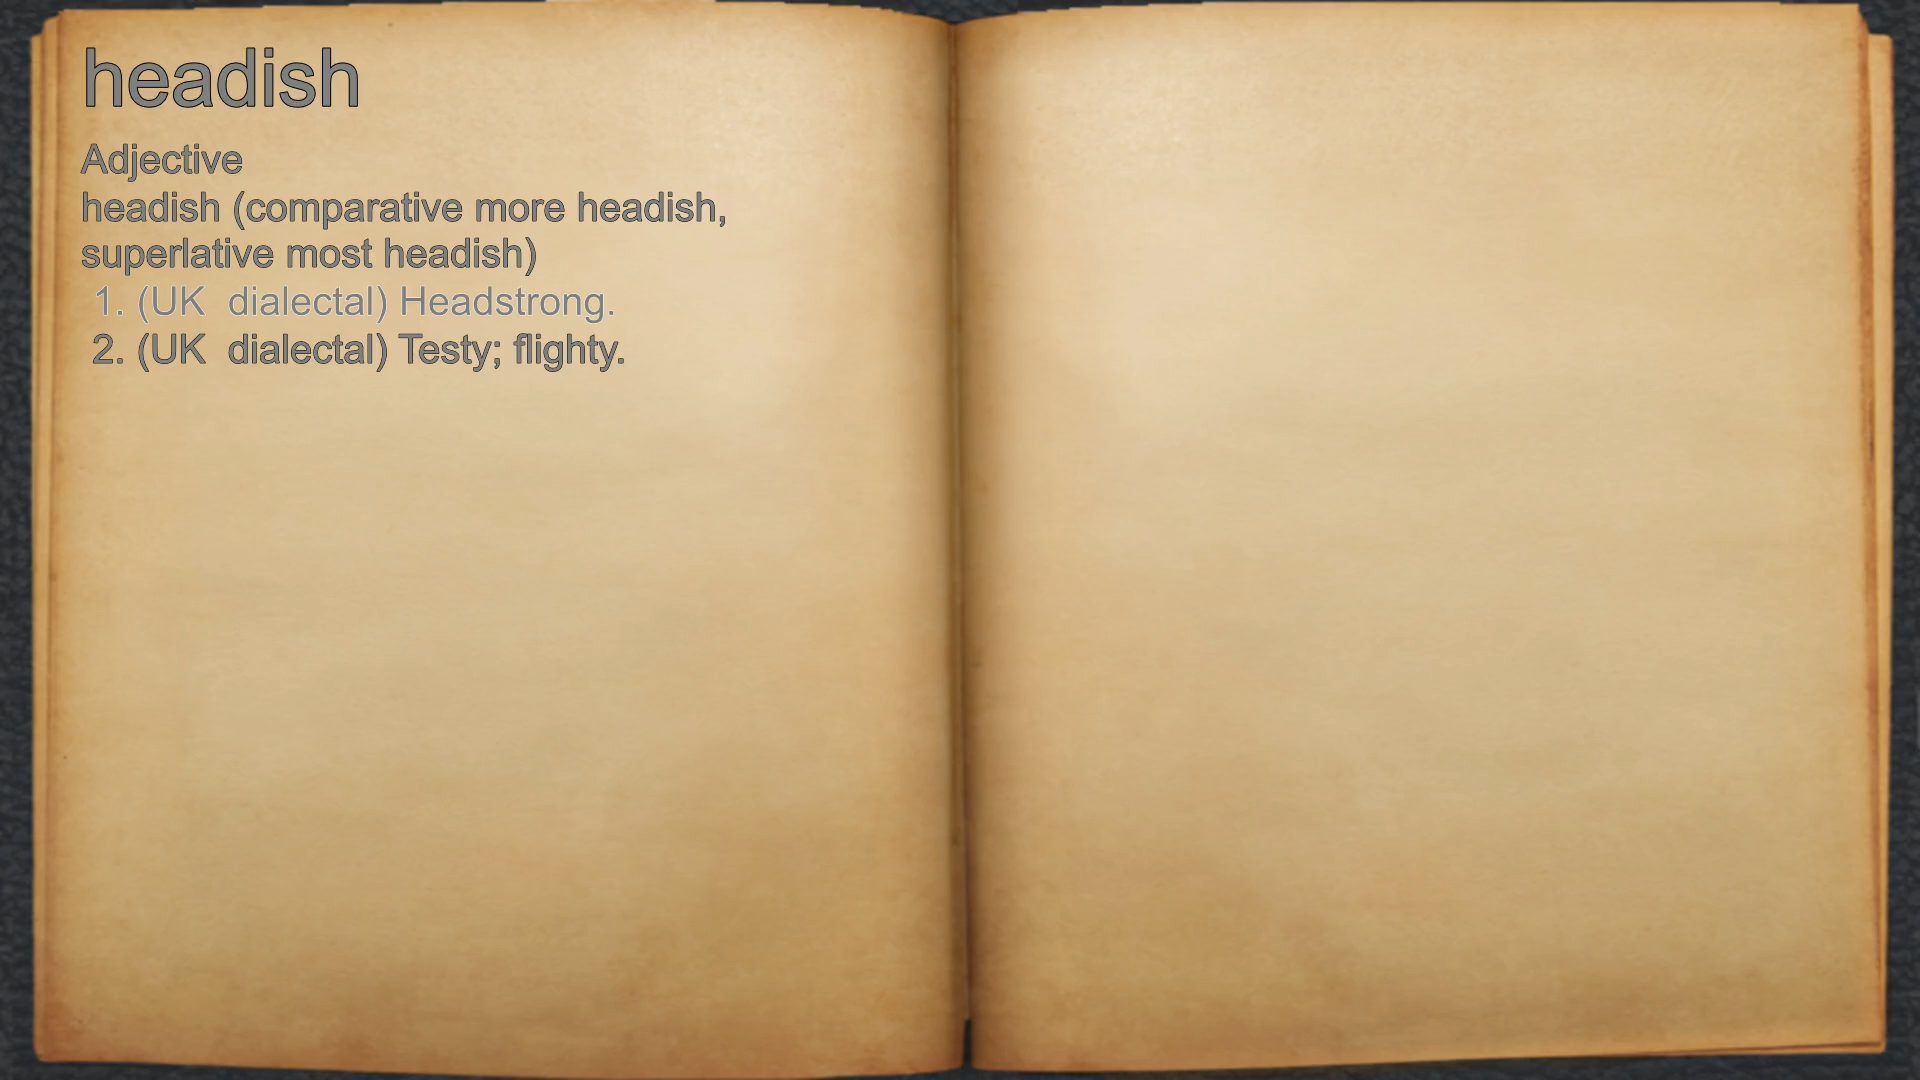 headish
Adjective
headish (comparative more headish,
superlative most headish)
1. (UK  dialectal) Headstrong.
2. (UK  dialectal) Testy; flighty.